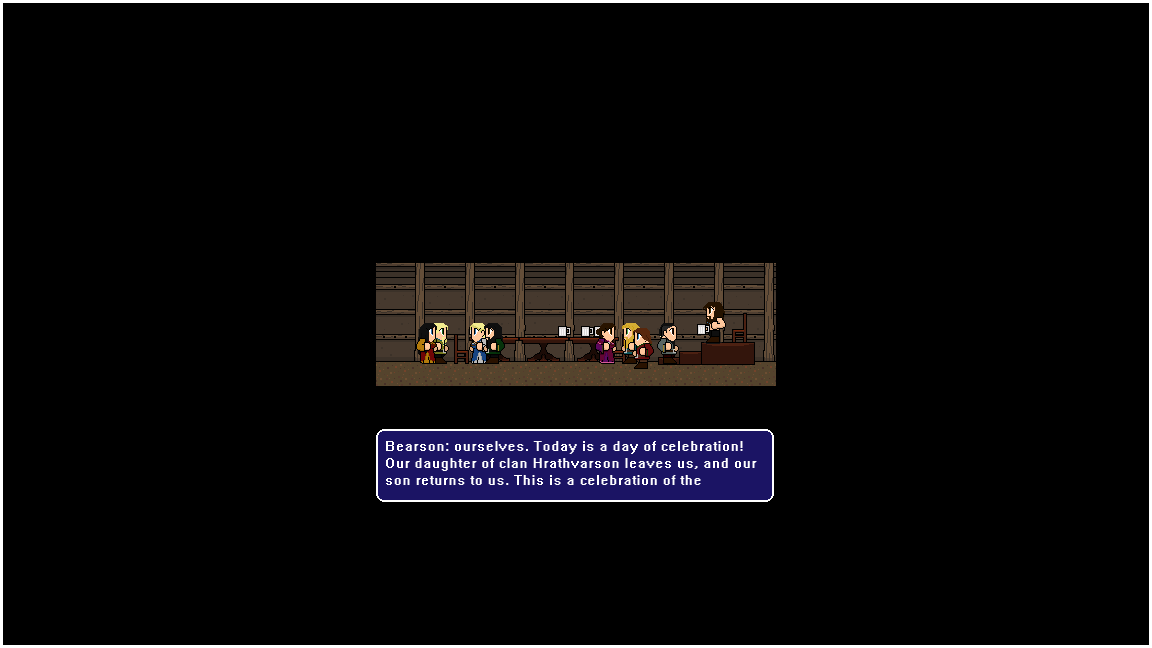 Bearson: ourselves. Today is a day of celebration!
Our daughter of clan Hrathvarson leaves us, and our
son returns to us. This is a celebration of the